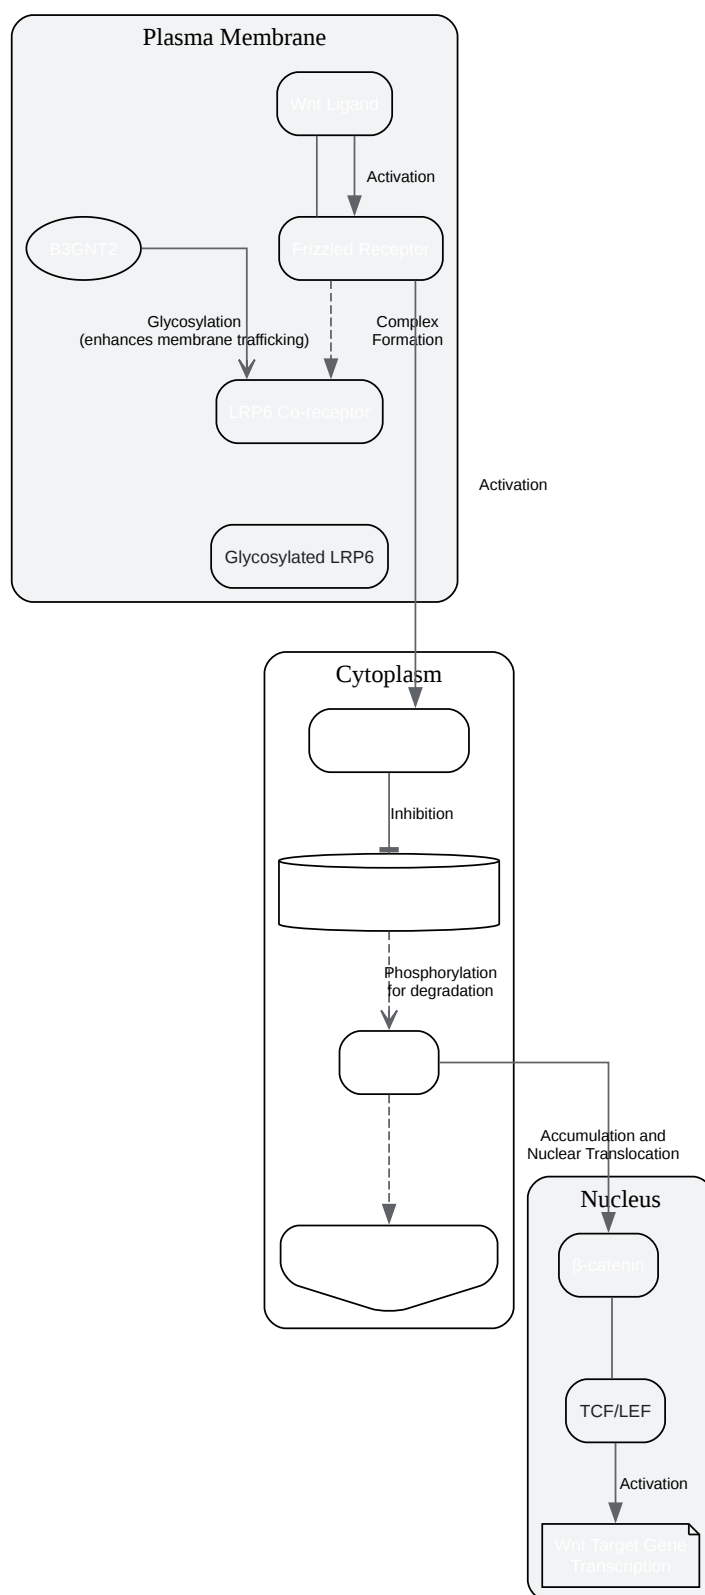 Plasma Membrane
Wnt Ligand
Activation
B3GNT2
Frizzled Receptor
Glycosylation
(enhances membrane trafficking)
Complex
Formation
LRP6 Co-receptor
Activation
Glycosylated LRP6
Cytoplasm
Inhibition
Phosphorylation
for degradation
Accumulation and
Nuclear Translocation
Nucleus
β-catenin
TCF/LEF
Activation
Wnt Target Gene
Transcription